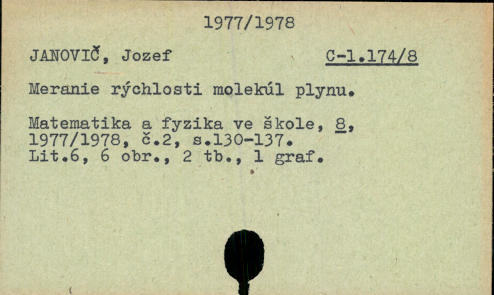 1977/1978
JANOVIČ, Jozef C-1.174/8
Meranie rýchlosti molekúl plynu.
Matematika a fyzika ve škole, 8,
1977/1978, č.2, s.130-137.
Lit.6, 6 obr., 2 tb., 1 graf.